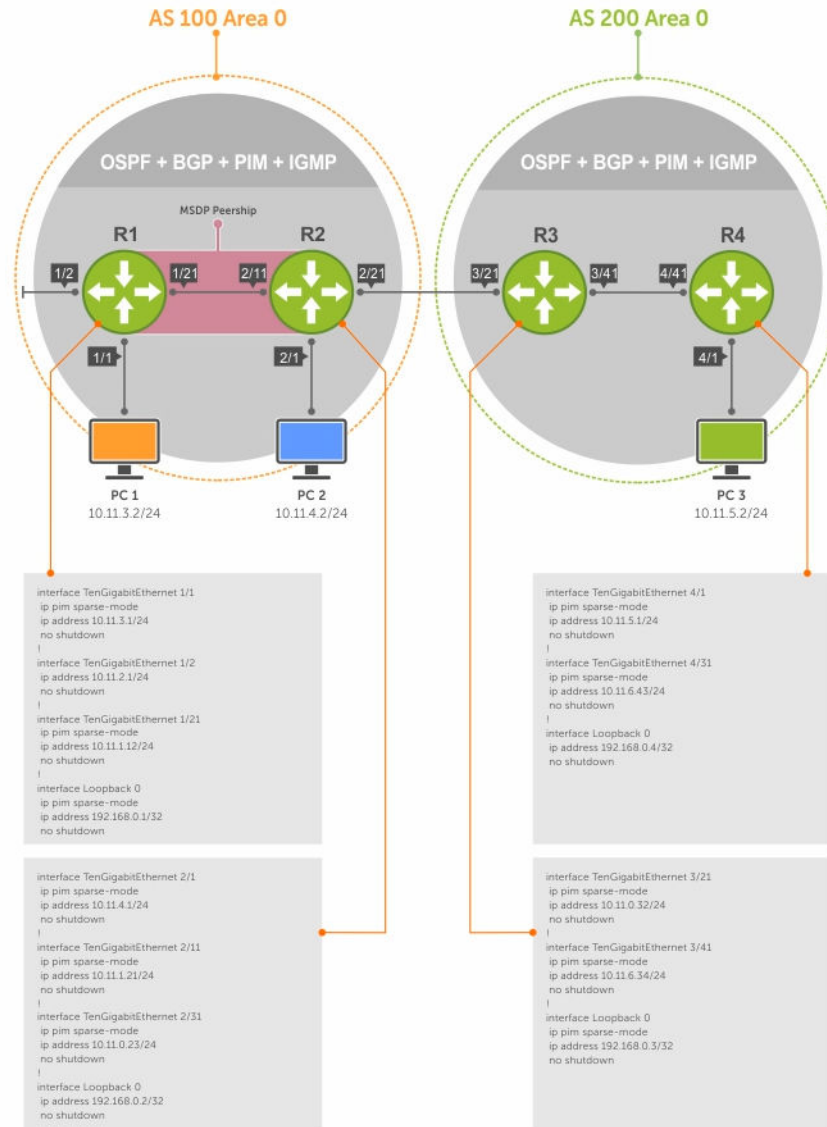 AS 100 Area 0
AS 200 Area 0
OSPF + BGP + PIM + IGMP
OSPF + BGP + PIM + IGMP
MSDP Peership
R1
R2
R3
R4
1/2
1/21
2/11
2/21
3/21
3/41
4/41
1/1
2/1
4/1
PC 1
10.11.3.2/24
PC 2
10.11.4.2/24
PC 3
10.11.5.2/24
interface TenGigabitEthernet 1/1
ip pim sparse-mode
ip address 10.11.3.1/24
no shutdown
!
interface TenGigabitEthernet 1/2
ip address 10.11.2.1/24
no shutdown
!
interface TenGigabitEthernet 1/21
ip pim sparse-mode
ip address 10.11.1.12/24
no shutdown
!
interface Loopback 0
ip pim sparse-mode
ip address 192.168.0.1/32
no shutdown
interface TenGigabitEthernet 4/1
ip pim sparse-mode
ip address 10.11.5.1/24
no shutdown
!
interface TenGigabitEthernet 4/31
ip pim sparse-mode
ip address 10.11.6.43/24
no shutdown
!
interface Loopback 0
ip address 192.168.0.4/32
no shutdown
interface TenGigabitEthernet 2/1
ip pim sparse-mode
ip address 10.11.4.1/24
no shutdown
!
interface TenGigabitEthernet 2/11
ip pim sparse-mode
ip address 10.11.1.21/24
no shutdown
!
interface TenGigabitEthernet 2/31
ip pim sparse-mode
ip address 10.11.0.23/24
no shutdown
!
interface Loopback 0
ip address 192.168.0.2/32
no shutdown
interface TenGigabitEthernet 3/21
ip pim sparse-mode
ip address 10.11.0.32/24
no shutdown
!
interface TenGigabitEthernet 3/41
ip pim sparse-mode
ip address 10.11.6.34/24
no shutdown
!
interface Loopback 0
ip pim sparse-mode
ip address 192.168.0.3/32
no shutdown